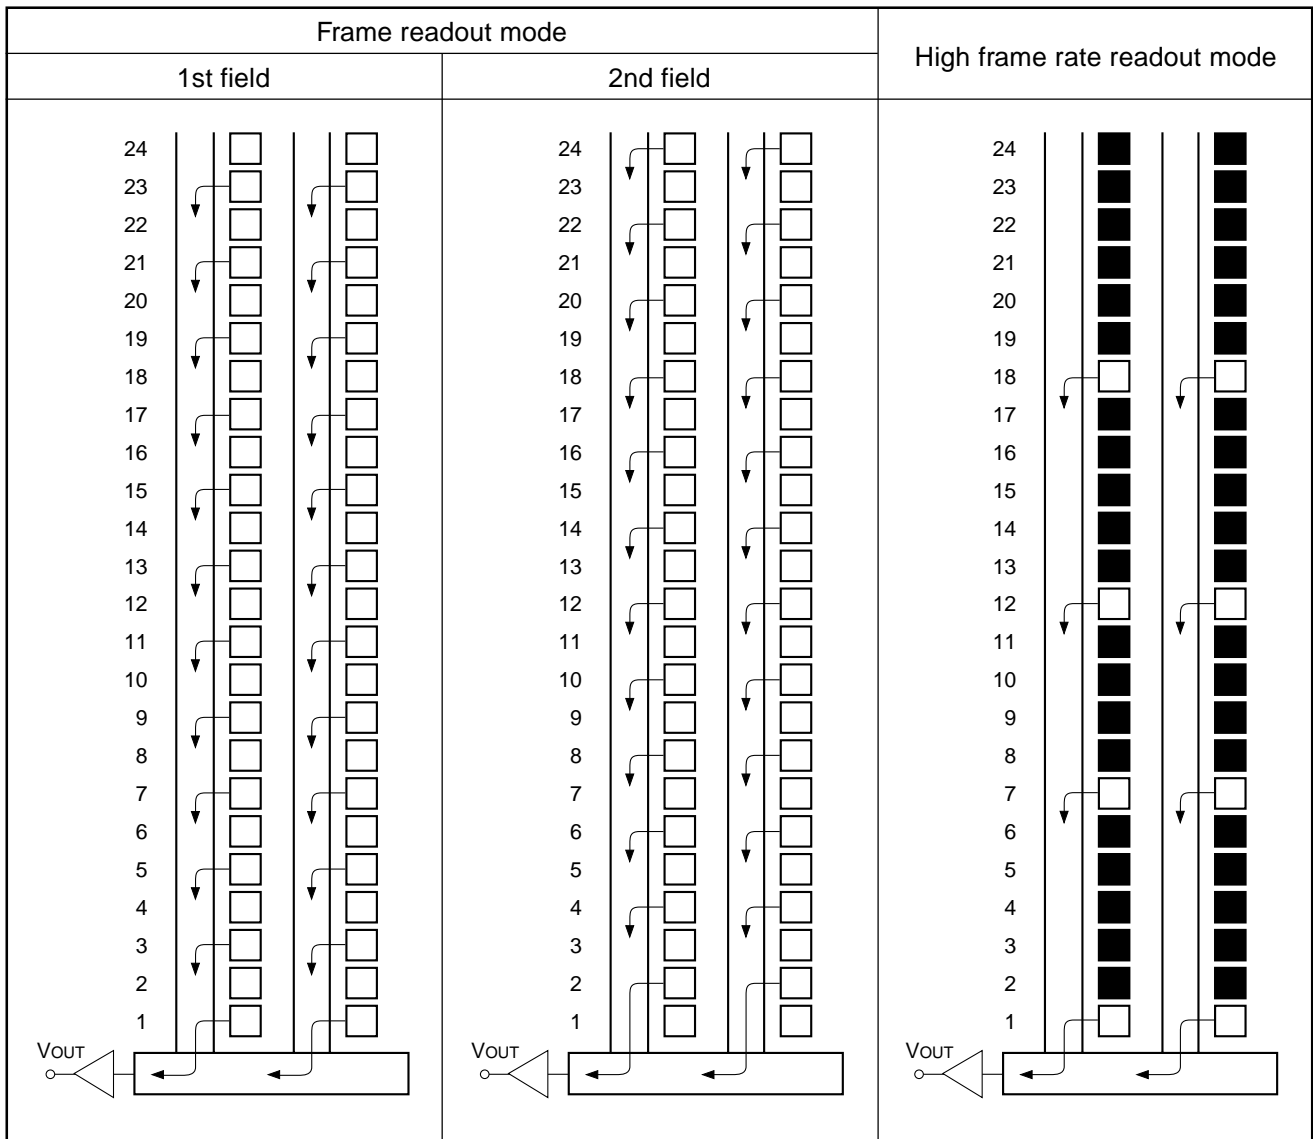 Frame readout mode
High frame rate readout mode
1st field
2nd field
24 24 24
23 23 23
22 22 22
21 21 21
20 20 20
19 19 19
18 18 18
17 17 17
16 16 16
15 15 15
14 14 14
13 13 13
12 12 12
11 11 11
10 10 10
9 9 9
8 8 8
7 7 7
6 6 6
5 5 5
4 4 4
3 3 3
2 2 2
1 1 1
VOUT VOUT VOUT